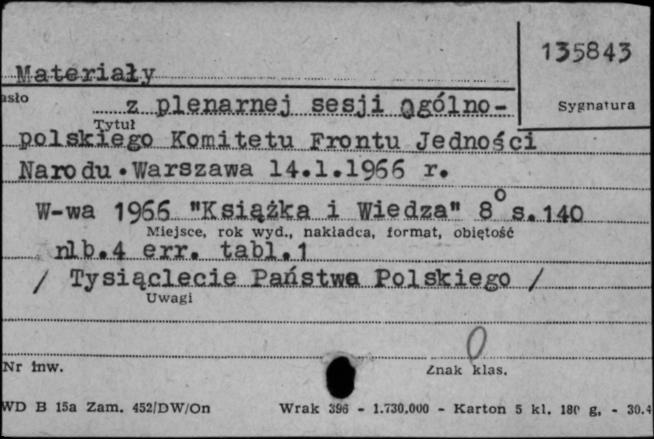 135843
Materiały
asło
z plenarnej sesji Ogólno-
Sygnatura
Tytuł
polskiego Komitetu Frontu Jedności
Narodu.Warszawa 14.1.1966 r.
W-wa 1966 "Książka i Wiedza" 8° s.140
Miejsce, rok wyd., nakładca, format, objętość
nlb.4 err. tabl.1
/ Tysiąclecie Państwa Polskiego /
Uwagi
0
Nr inw.
Znak klas.
WD B 15a Zam. 452/DW/On Wrak 396 - 1.730.000 - Karton 5 kl. 180 g. - 30.4